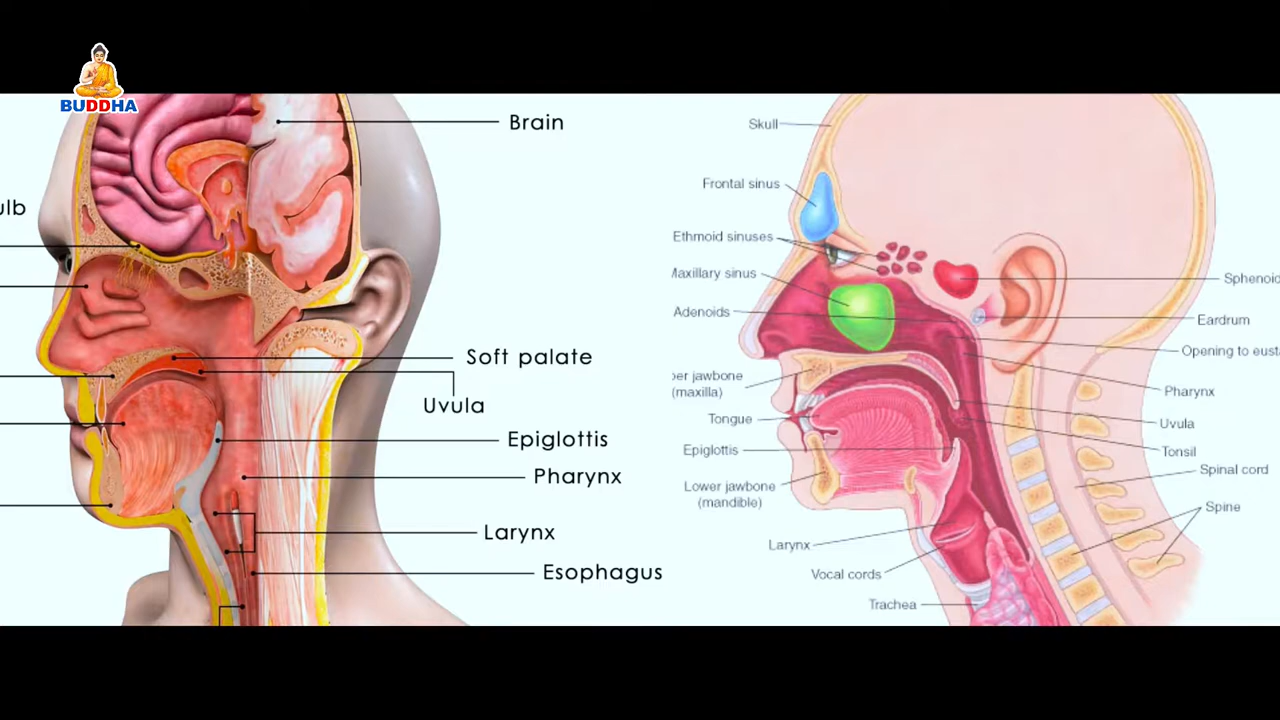 BUDDHA
ulb
Brain
Soft palate
Uvula
Epiglottis
Pharynx
Larynx
Esophagus
Skull
Frontal sinus
Ethmoid sinuses
Maxillary sinus
Adenoids
per jawbone
(maxilla)
Tongue
Epiglottis
Lower jawbone
(mandible)
Larynx
Vocal cords
Trachea
Sphenoid
Eardrum
Opening to eusta
Pharynx
Uvula
Tonsil
Spinal cord
Spine